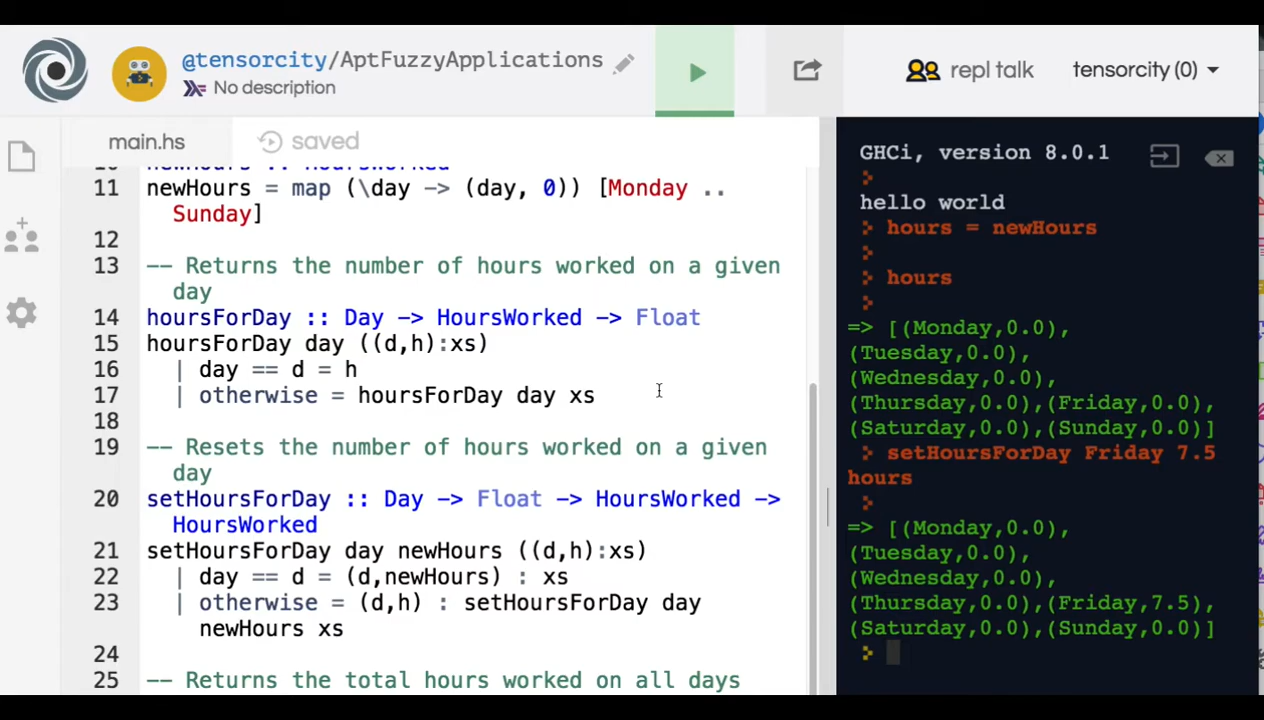 @tensorcity/AptFuzzyApplications
No description
repl talk
tensorcity (0)
main.hs
saved
10 newHours :: HoursWorked
11 newHours = map (\day -> (day, 0)) [Monday ..
Sunday]
12
13 -- Returns the number of hours worked on a given
day
14 hoursForDay :: Day -> HoursWorked -> Float
15 hoursForDay day ((d,h):xs)
16 | day == d = h
17 | otherwise = hoursForDay day xs
18
19 -- Resets the number of hours worked on a given
day
20 setHoursForDay :: Day -> Float -> HoursWorked ->
HoursWorked
21 setHoursForDay day newHours ((d,h):xs)
22 | day == d = (d,newHours) : xs
23 | otherwise = (d,h) : setHoursForDay day
newHours xs
24
25 -- Returns the total hours worked on all days
GHCi, version 8.0.1
hello world
hours = newHours
hours
=> [(Monday,0.0),
(Tuesday,0.0),
(Wednesday,0.0),
(Thursday,0.0),(Friday,0.0),
(Saturday,0.0),(Sunday,0.0)]
setHoursForDay Friday 7.5
hours
=> [(Monday,0.0),
(Tuesday,0.0),
(Wednesday,0.0),
(Thursday,0.0),(Friday,7.5),
(Saturday,0.0),(Sunday,0.0)]